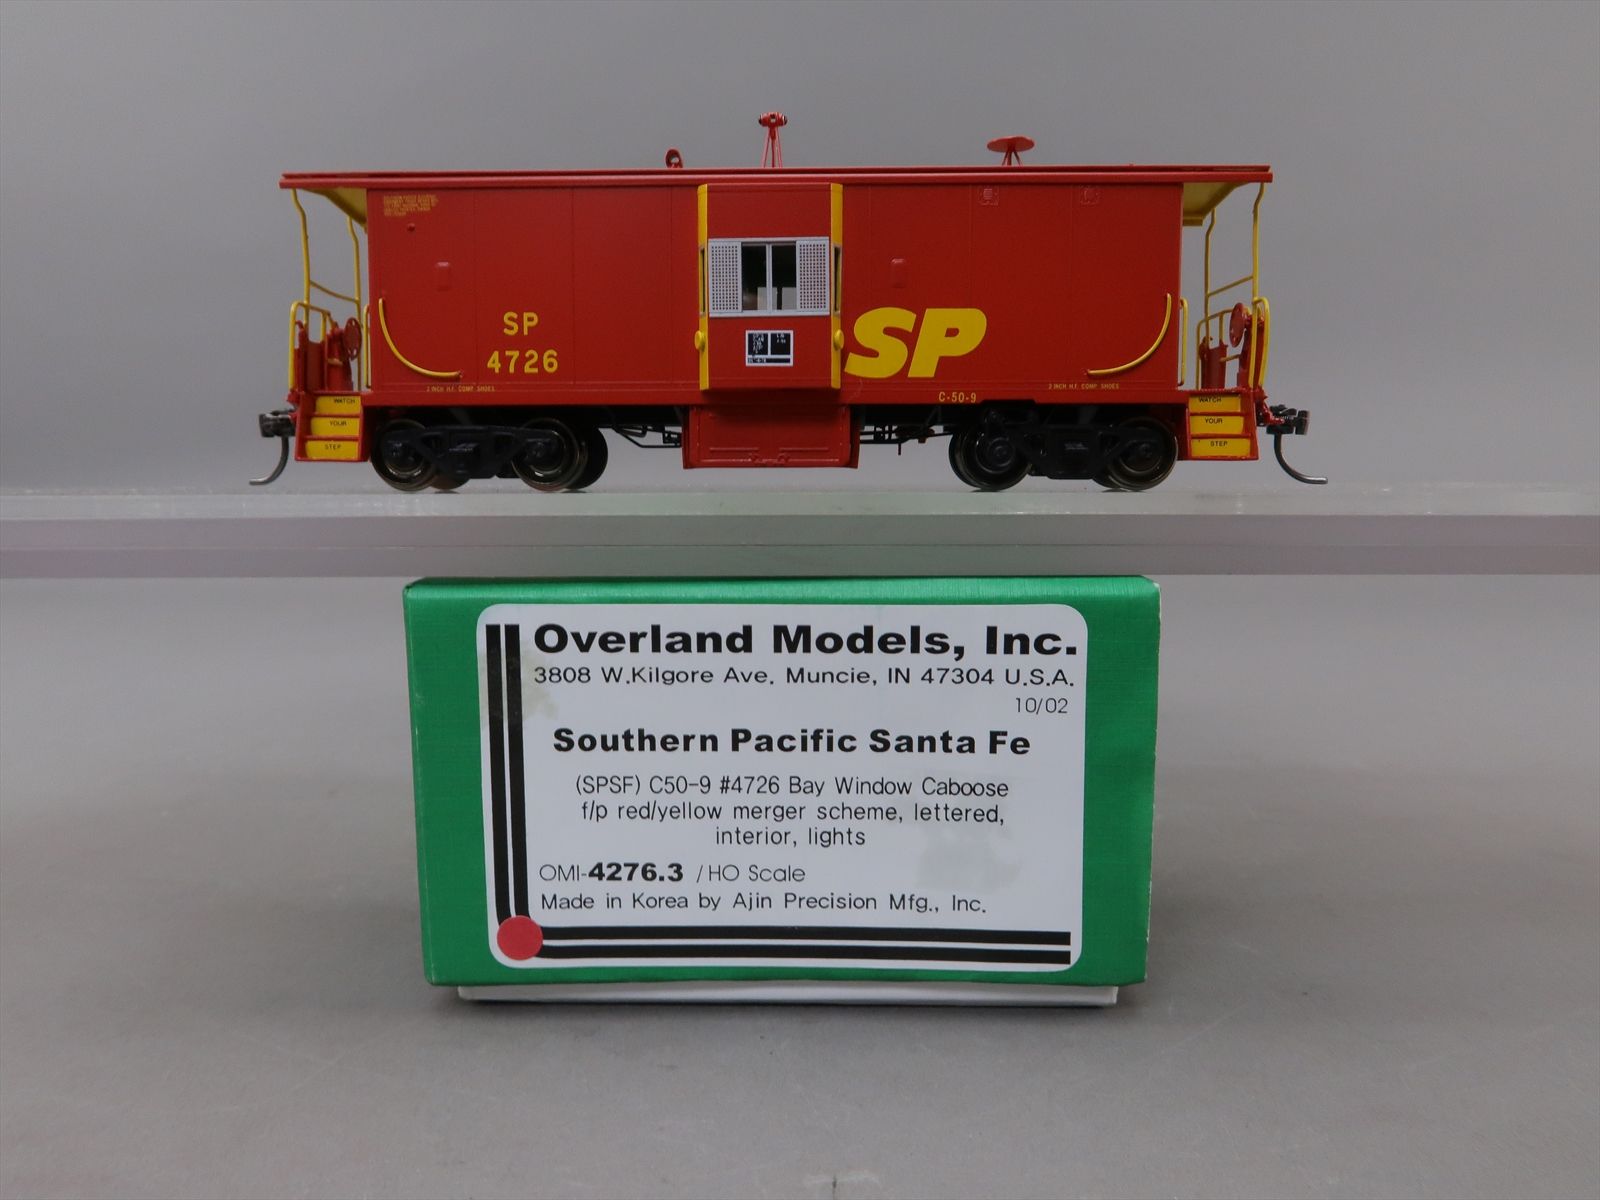 SP
4726
SP
2 INCH H.F. COMP. SHOES
C-50-9
2 INCH H.F. COMP. SHOES
WATCH
YOUR
STEP
WATCH
YOUR
STEP
Overland Models, Inc.
3808 W.Kilgore Ave. Muncie, IN 47304 U.S.A.
10/02
Southern Pacific Santa Fe
(SPSF) C50-9 #4726 Bay Window Caboose
f/p red/yellow merger scheme, lettered,
interior, lights
OMI-4276.3 /HO Scale
Made in Korea by Ajin Precision Mfg., Inc.